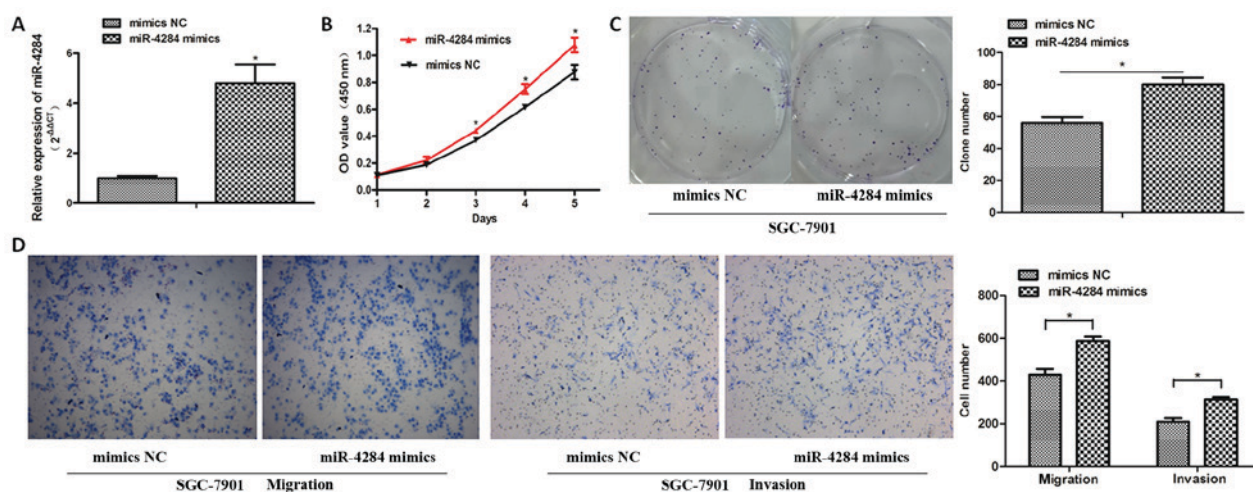 A
mimics NC
miR-4284 mimics
Relative expression of miR-4284
(2-ΔΔCT)
8
6
4
2
0
*
B
miR-4284 mimics
mimics NC
OD value (450 nm)
1.2
1.0
0.8
0.6
0.4
0.2
0.0
1 2 3 4 5
Days
* * *
C
mimics NC miR-4284 mimics
SGC-7901
mimics NC
miR-4284 mimics
Clone number
100
80
60
40
20
0
*
D
mimics NC miR-4284 mimics
SGC-7901 Migration
mimics NC miR-4284 mimics
SGC-7901 Invasion
mimics NC
miR-4284 mimics
Cell number
800
600
400
200
0
* *
Migration Invasion